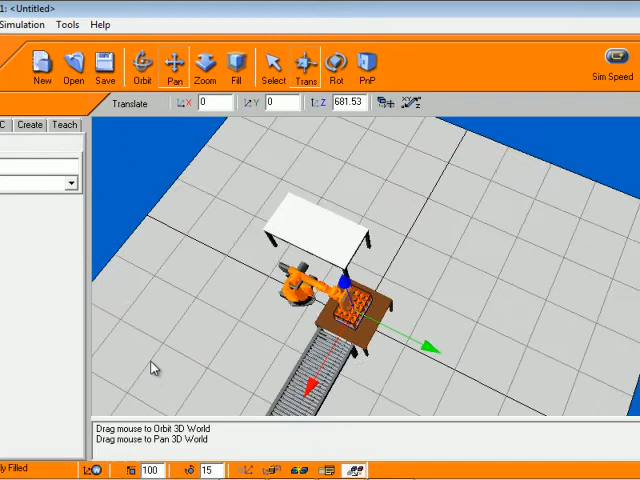 1: <Untitled>
Simulation Tools Help
New Open Save Orbit Pan Zoom Fill Select Trans Rot PnP Sim Speed
Translate X 0 Y 0 Z 681.53
C Create Teach
Drag mouse to Orbit 3D World
Drag mouse to Pan 3D World
ly Filled 100 15